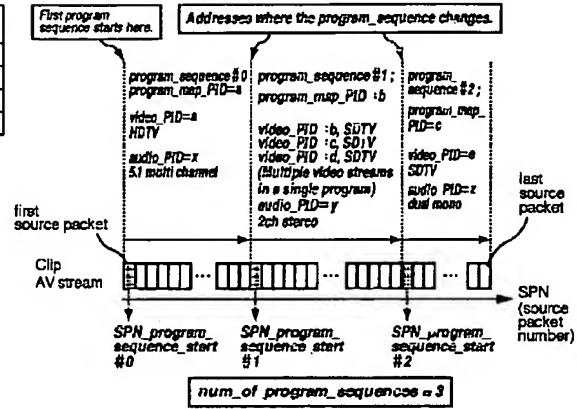 First program
sequence starts here.
Addresses where the program_sequence changes.
program_sequence#0
program_map_PID=a
video_PID=a
HDTV
audio_PID=x
5.1 multi channel
program_sequence#1;
program_map_PID :b
video_PID :b, SDTV
video_PID :c, SDTV
video_PID :d, SDTV
(Multiple video streams
in a single program)
audio_PID=y
2ch stereo
program_
sequence#2;
program_map_
PID=c
video_PID=e
SDTV
audio_PID=z
dual mono
first
source packet
last
source
packet
Clip
AV stream
SPN
(source
packet
number)
SPN_program_
sequence_start
#0
SPN_program_
sequence_start
#1
SPN_program_
sequence_start
#2
num_of_program_sequences=3